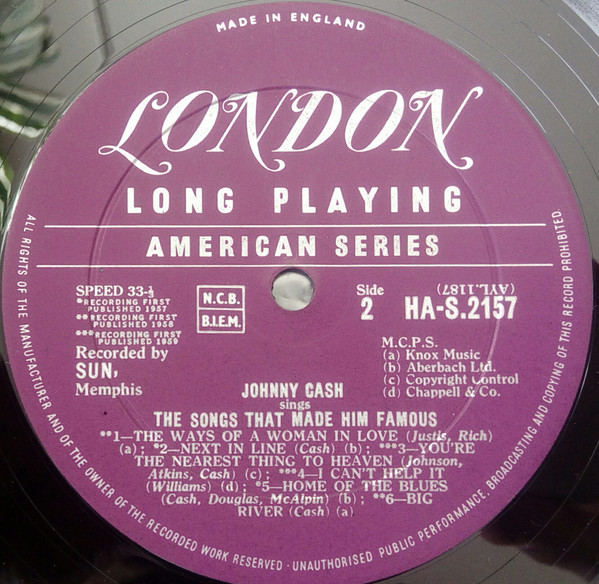 MADE IN ENGLAND
LONDON
LONG PLAYING
AMERICAN SERIES
SPEED 33-⅓
*RECORDING FIRST
PUBLISHED 1957
**RECORDING FIRST
PUBLISHED 1958
***RECORDING FIRST
PUBLISHED 1959
Recorded by
SUN,
Memphis
N.C.B.
B.I.E.M.
Side
2
(AVL.1187)
HA-S.2157
M.C.P.S.
(a) Knox Music
(b) Aberbach Ltd.
(c) Copyright Control
(d) Chappell & Co.
JOHNNY CASH
sings
THE SONGS THAT MADE HIM FAMOUS
**1—THE WAYS OF A WOMAN IN LOVE (Justis, Rich)
(a) ; *2—NEXT IN LINE (Cash) (b) ; ***3—YOU'RE
THE NEAREST THING TO HEAVEN (Johnson,
Atkins, Cash) (c) ; ***4—I CAN'T HELP IT
(Williams) (d) ; *5—HOME OF THE BLUES
(Cash, Douglas, McAlpin) (b) ; **6—BIG
RIVER (Cash) (a)
ALL RIGHTS OF THE MANUFACTURER AND OF THE OWNER OF THE RECORDED WORK RESERVED · UNAUTHORISED PUBLIC PERFORMANCE, BROADCASTING AND COPYING OF THIS RECORD PROHIBITED.